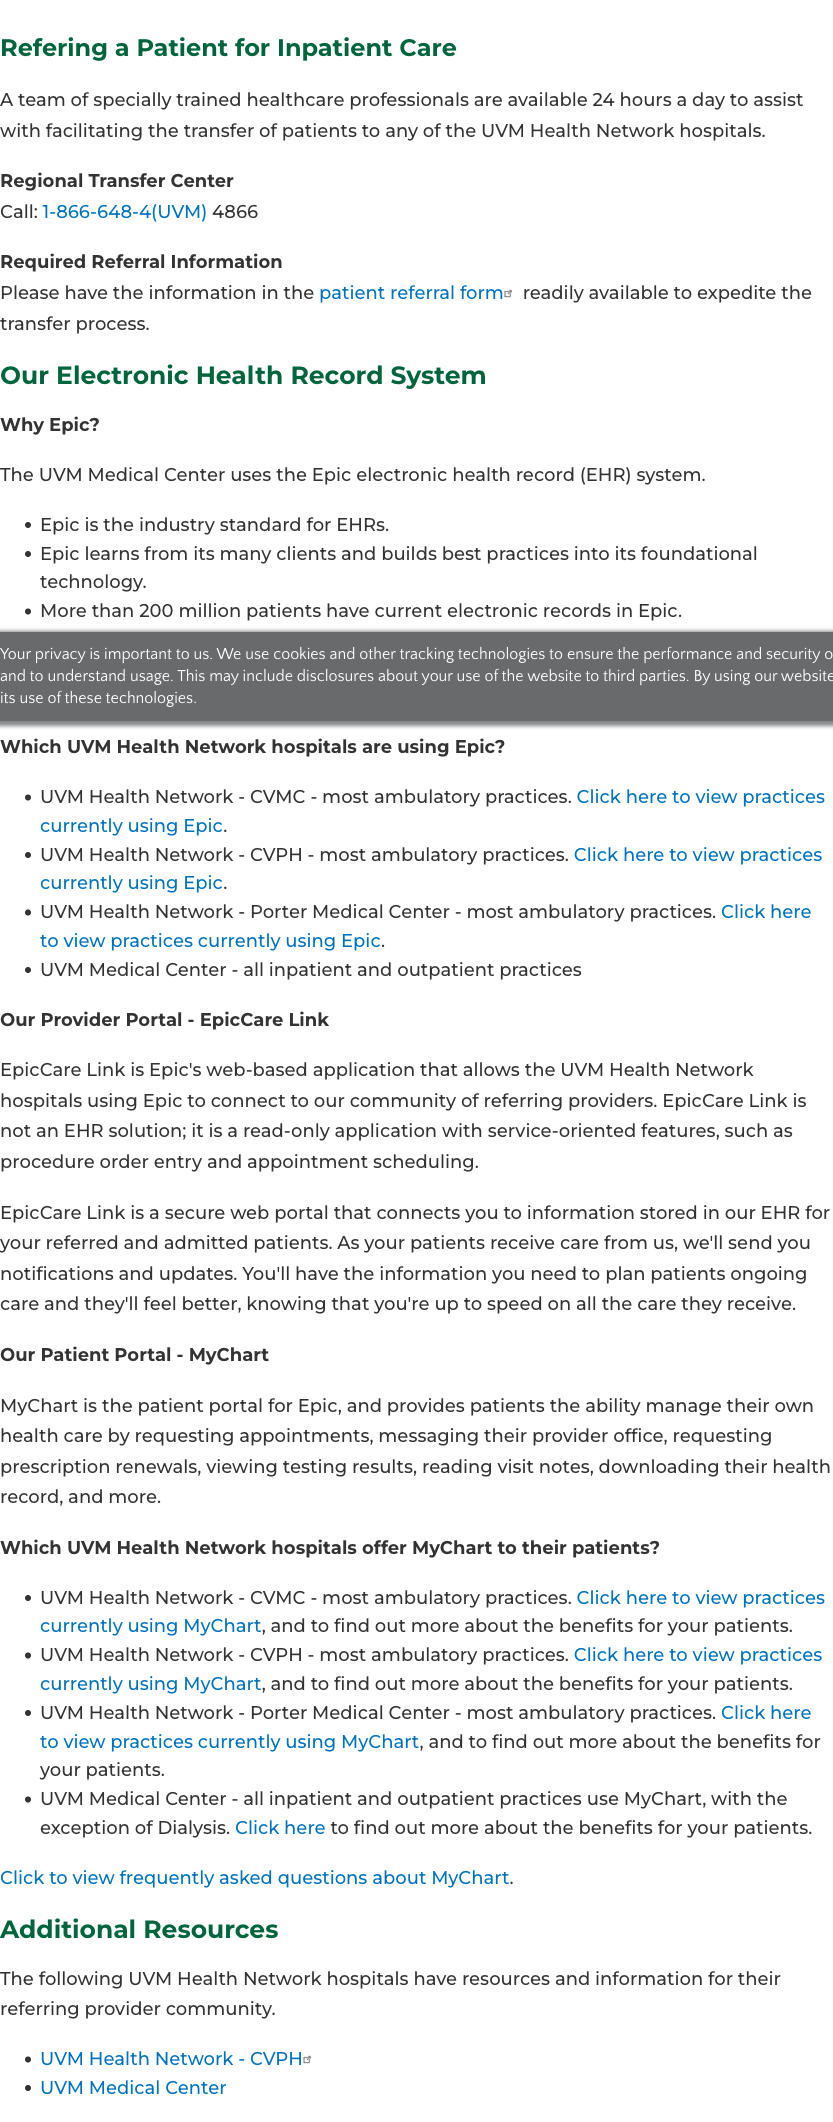 Refering a Patient for Inpatient Care
A team of specially trained healthcare professionals are available 24 hours a day to assist
with facilitating the transfer of patients to any of the UVM Health Network hospitals.
Regional Transfer Center
Call: 1-866-648-4(UVM) 4866
Required Referral Information
Please have the information in the patient referral form readily available to expedite the
transfer process.
Our Electronic Health Record System
Why Epic?
The UVM Medical Center uses the Epic electronic health record (EHR) system.
• Epic is the industry standard for EHRs.
• Epic learns from its many clients and builds best practices into its foundational
technology.
• More than 200 million patients have current electronic records in Epic.
Your privacy is important to us. We use cookies and other tracking technologies to ensure the performance and security o
and to understand usage. This may include disclosures about your use of the website to third parties. By using our website
its use of these technologies.
Which UVM Health Network hospitals are using Epic?
• UVM Health Network - CVMC - most ambulatory practices. Click here to view practices
currently using Epic.
• UVM Health Network - CVPH - most ambulatory practices. Click here to view practices
currently using Epic.
• UVM Health Network - Porter Medical Center - most ambulatory practices. Click here
to view practices currently using Epic.
• UVM Medical Center - all inpatient and outpatient practices
Our Provider Portal - EpicCare Link
EpicCare Link is Epic's web-based application that allows the UVM Health Network
hospitals using Epic to connect to our community of referring providers. EpicCare Link is
not an EHR solution; it is a read-only application with service-oriented features, such as
procedure order entry and appointment scheduling.
EpicCare Link is a secure web portal that connects you to information stored in our EHR for
your referred and admitted patients. As your patients receive care from us, we'll send you
notifications and updates. You'll have the information you need to plan patients ongoing
care and they'll feel better, knowing that you're up to speed on all the care they receive.
Our Patient Portal - MyChart
MyChart is the patient portal for Epic, and provides patients the ability manage their own
health care by requesting appointments, messaging their provider office, requesting
prescription renewals, viewing testing results, reading visit notes, downloading their health
record, and more.
Which UVM Health Network hospitals offer MyChart to their patients?
• UVM Health Network - CVMC - most ambulatory practices. Click here to view practices
currently using MyChart, and to find out more about the benefits for your patients.
• UVM Health Network - CVPH - most ambulatory practices. Click here to view practices
currently using MyChart, and to find out more about the benefits for your patients.
• UVM Health Network - Porter Medical Center - most ambulatory practices. Click here
to view practices currently using MyChart, and to find out more about the benefits for
your patients.
• UVM Medical Center - all inpatient and outpatient practices use MyChart, with the
exception of Dialysis. Click here to find out more about the benefits for your patients.
Click to view frequently asked questions about MyChart.
Additional Resources
The following UVM Health Network hospitals have resources and information for their
referring provider community.
• UVM Health Network - CVPH
• UVM Medical Center